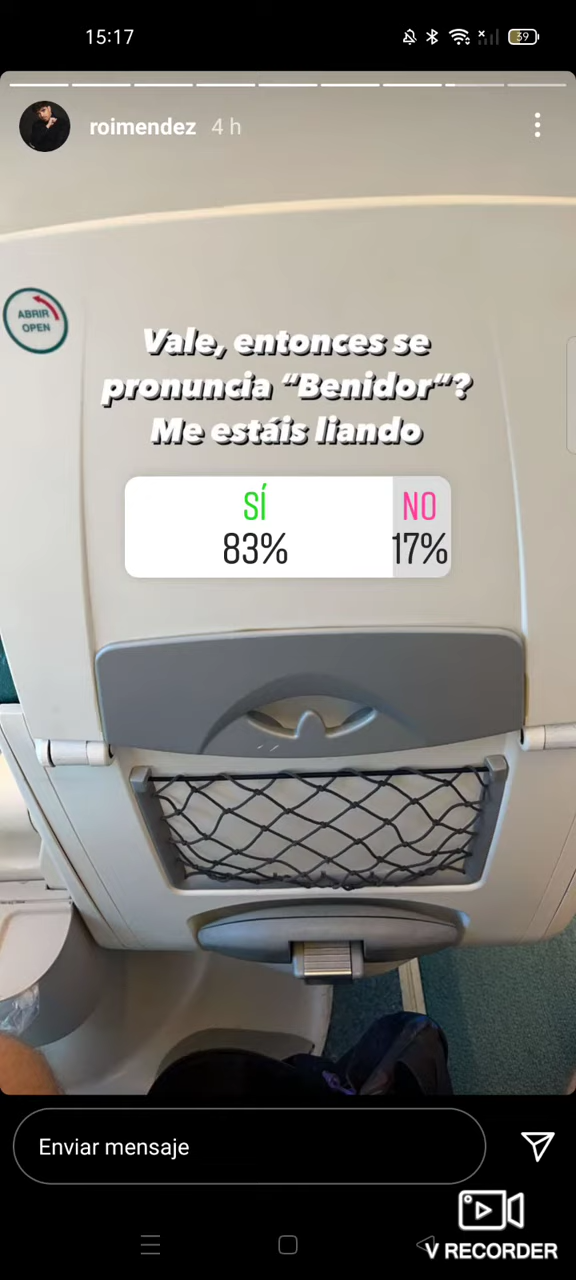 15:17
39
roimendez 4 h
ABRIR
OPEN
Vale, entonces se
pronuncia “Benidor“?
Me estáis liando
SÍ NO
83% 17%
Enviar mensaje
V RECORDER